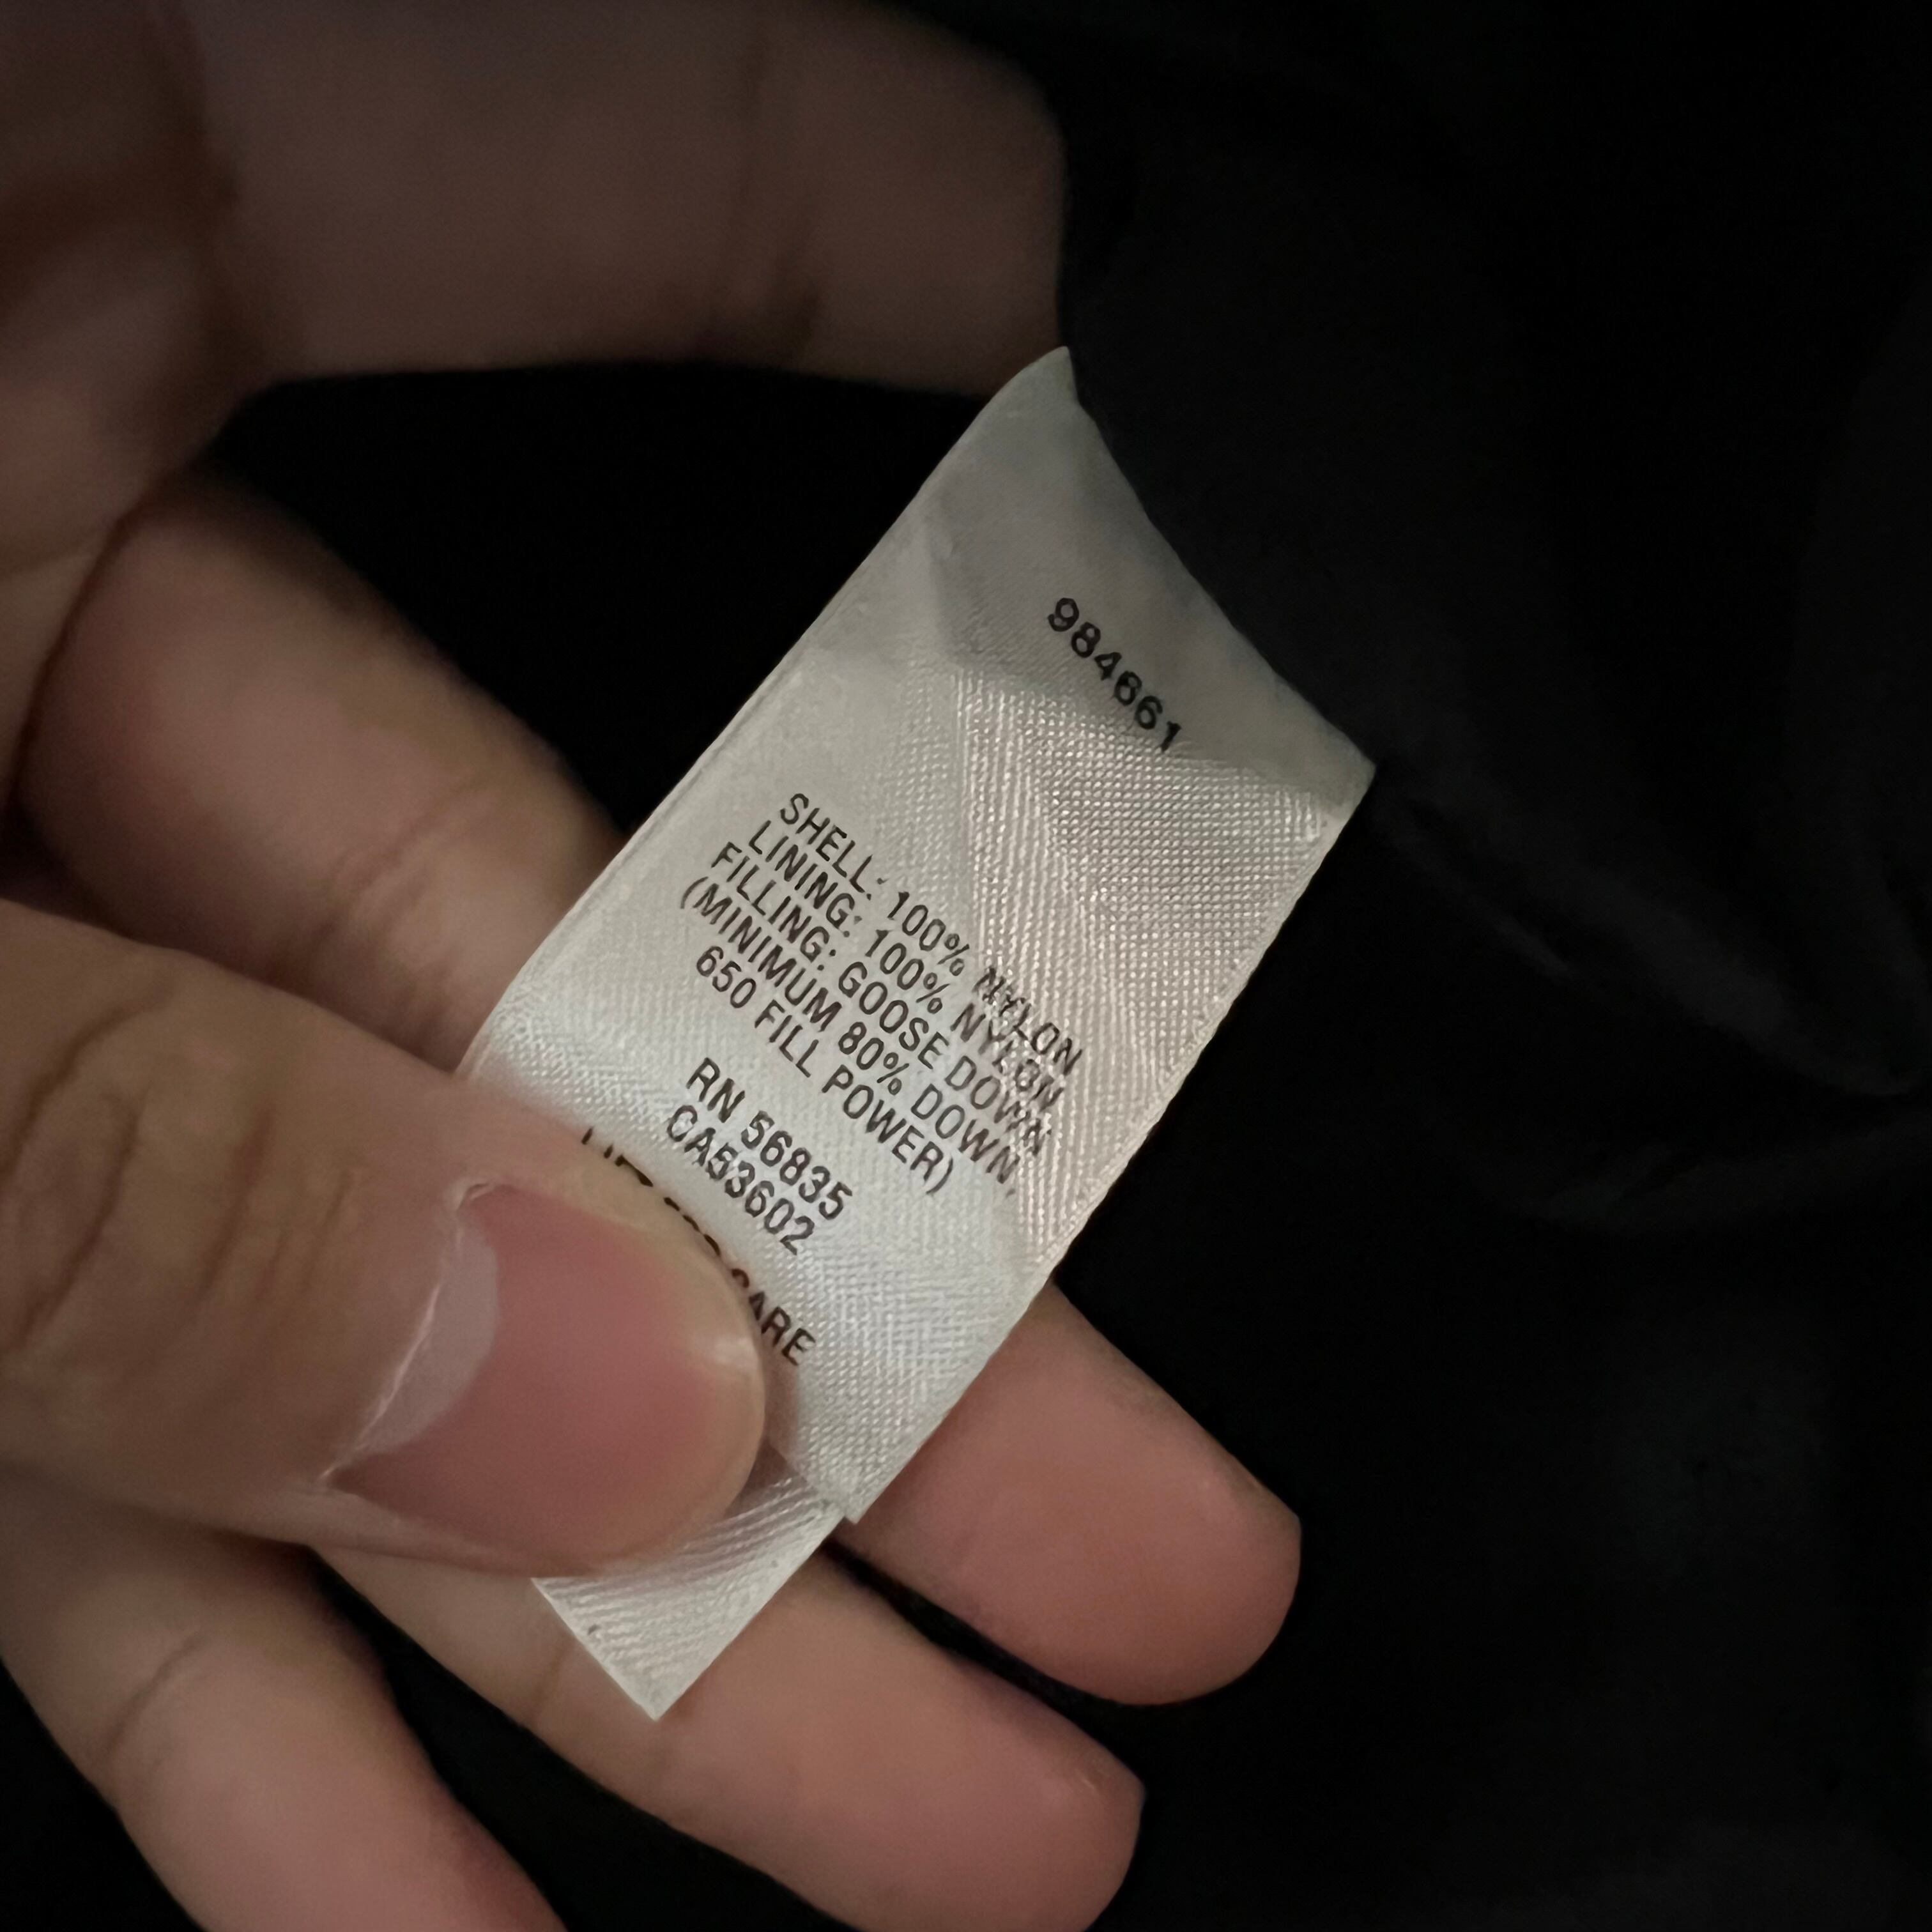 984661
SHELL: 100% NYLON
LINING: 100% NYLON
FILLING: GOOSE DOWN
(MINIMUM 80% DOWN,
650 FILL POWER)
RN 56835
CA53602
CARE